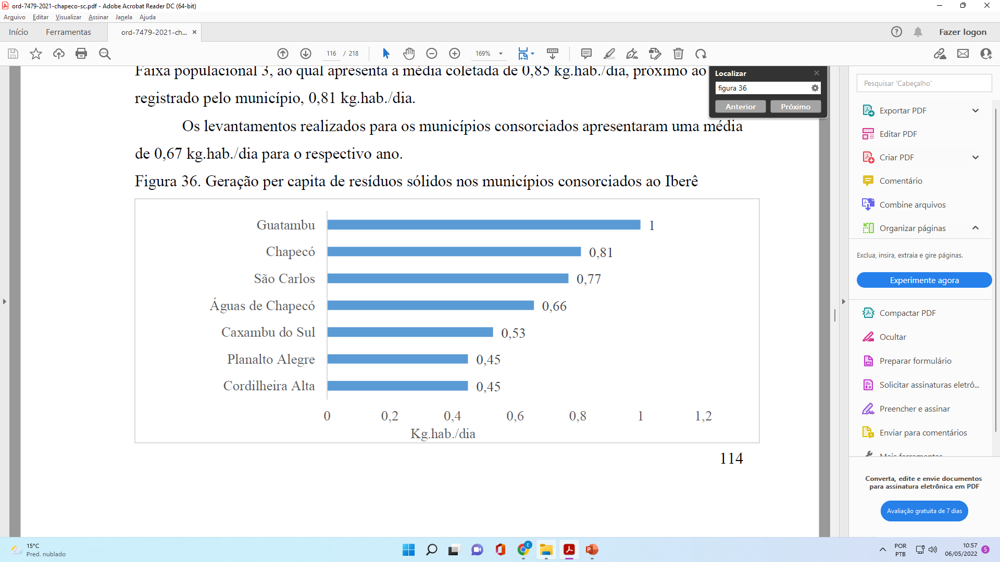 ord-7479-2021-chapeco-sc.pdf - Adobe Acrobat Reader DC (64-bit)
Arquivo Editar Visualizar Assinar Janela Ajuda
Início Ferramentas ord-7479-2021-ch... Fazer logon
116 / 218 169%
Faixa populacional 3, ao qual apresenta a média coletada de 0,85 kg.hab./dia, próximo ao
registrado pelo município, 0,81 kg.hab./dia.
Os levantamentos realizados para os municípios consorciados apresentaram uma média
de 0,67 kg.hab./dia para o respectivo ano.
Figura 36. Geração per capita de resíduos sólidos nos municípios consorciados ao Iberê
Guatambu 1
Chapecó 0,81
São Carlos 0,77
Águas de Chapecó 0,66
Caxambu do Sul 0,53
Planalto Alegre 0,45
Cordilheira Alta 0,45
0 0,2 0,4 0,6 0,8 1 1,2
Kg.hab./dia
114
Localizar
figura 36
Anterior Próximo
Pesquisar 'Cabeçalho'
Exportar PDF
Editar PDF
Criar PDF
Comentário
Combine arquivos
Organizar páginas
Exclua, insira, extraia e gire páginas.
Experimente agora
Compactar PDF
Ocultar
Preparar formulário
Solicitar assinaturas eletrô...
Preencher e assinar
Enviar para comentários
Mais ferramentas
Converta, edite e envie documentos
para assinatura eletrônica em PDF
Avaliação gratuita de 7 dias
15°C
Pred. nublado
E
POR
PTB
10:57
06/05/2022
5